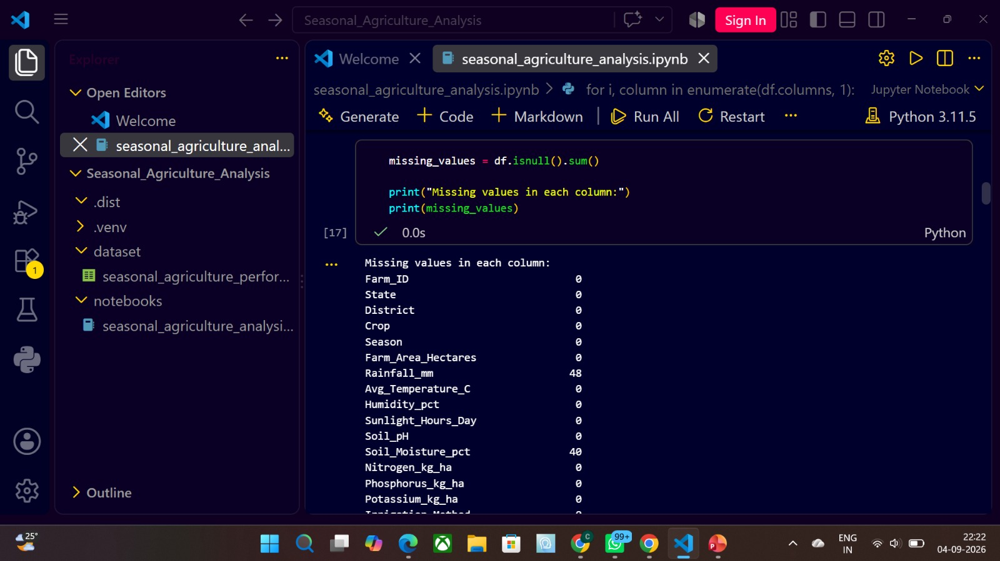 Seasonal_Agriculture_Analysis
Sign In
Explorer
Open Editors
Welcome
seasonal_agriculture_anal...
Seasonal_Agriculture_Analysis
.dist
.venv
dataset
seasonal_agriculture_perfor...
notebooks
seasonal_agriculture_analysi...
Outline
1
Welcome
seasonal_agriculture_analysis.ipynb
seasonal_agriculture_analysis.ipynb > for i, column in enumerate(df.columns, 1):
Jupyter Notebook
Generate + Code + Markdown | Run All Restart ...
Python 3.11.5
missing_values = df.isnull().sum()
print("Missing values in each column:")
print(missing_values)
[17] 0.0s Python
Missing values in each column:
Farm_ID 0
State 0
District 0
Crop 0
Season 0
Farm_Area_Hectares 0
Rainfall_mm 48
Avg_Temperature_C 0
Humidity_pct 0
Sunlight_Hours_Day 0
Soil_pH 0
Soil_Moisture_pct 40
Nitrogen_kg_ha 0
Phosphorus_kg_ha 0
Potassium_kg_ha 0
Irrigation_Method 0
25°
C
99+
P
ENG
IN
22:22
04-09-2026